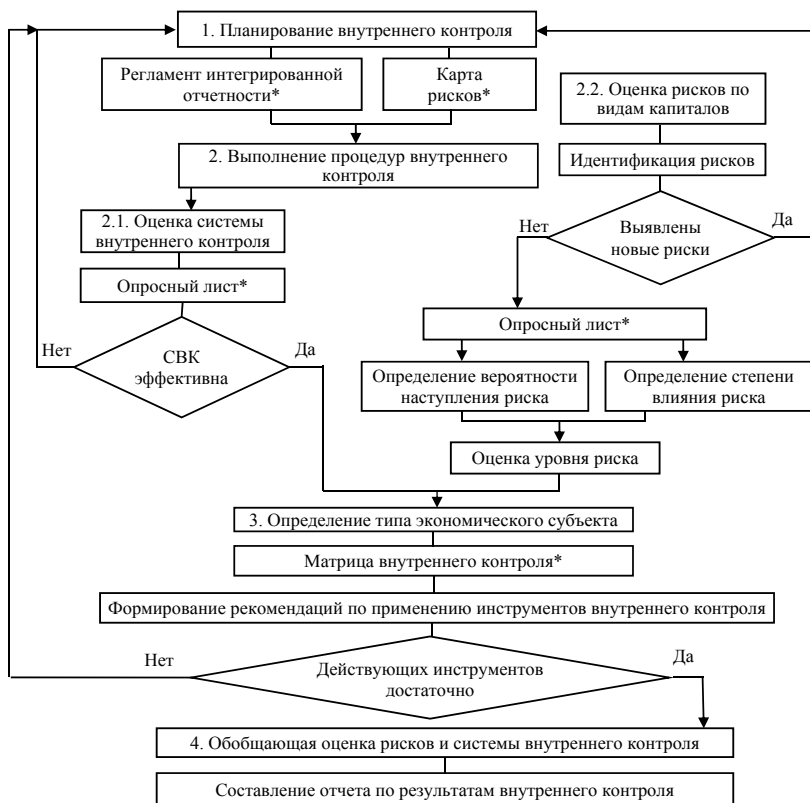 1. Планирование внутреннего контроля
Регламент интегрированной
отчетности*
Карта
рисков*
2.2. Оценка рисков по
видам капиталов
2. Выполнение процедур внутреннего
контроля
Идентификация рисков
2.1. Оценка системы
внутреннего контроля
Нет
Выявлены
новые риски
Да
Опросный лист*
Опросный лист*
Нет
СВК
эффективна
Да
Определение вероятности
наступления риска
Определение степени
влияния риска
Оценка уровня риска
3. Определение типа экономического субъекта
Матрица внутреннего контроля*
Формирование рекомендаций по применению инструментов внутреннего контроля
Нет
Действующих инструментов
достаточно
Да
4. Обобщающая оценка рисков и системы внутреннего контроля
Составление отчета по результатам внутреннего контроля